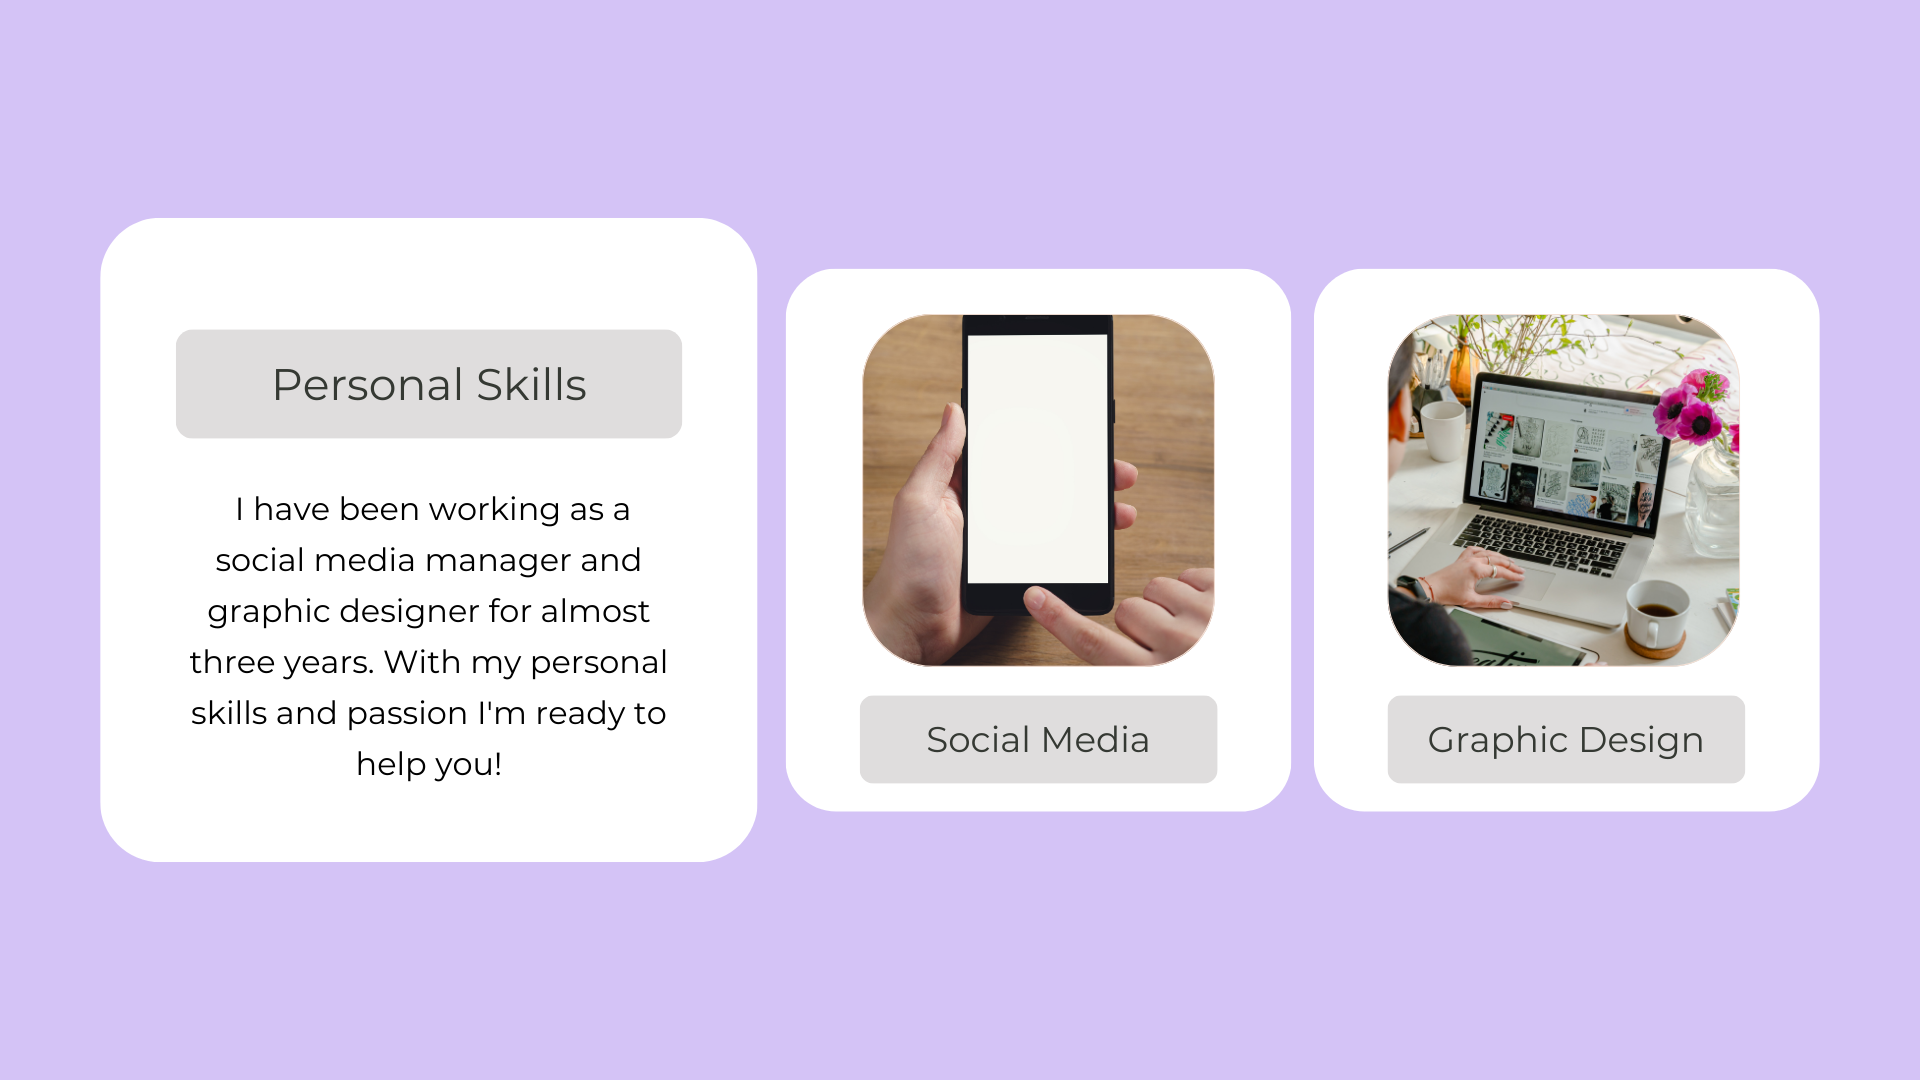 Personal Skills
I have been working as a
social media manager and
graphic designer for almost
three years. With my personal
skills and passion I'm ready to
help you!
Social Media
Graphic Design